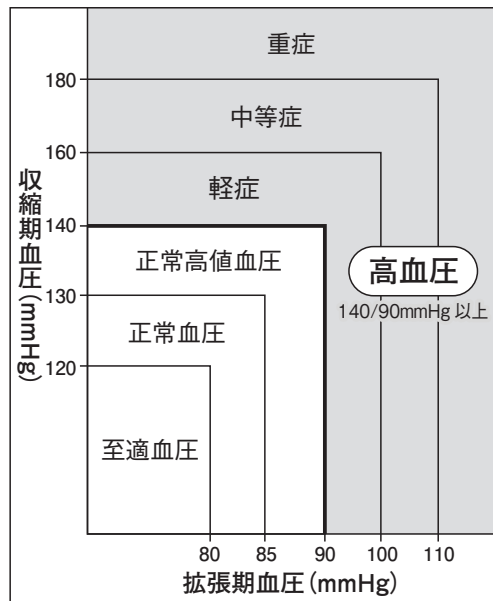 重症
180
中等症
160
軽症
140
正常高値血圧
130
正常血圧
120
至適血圧
収縮期血圧(mmHg)
高血圧
140/90mmHg 以上
80 85 90 100 110
拡張期血圧(mmHg)